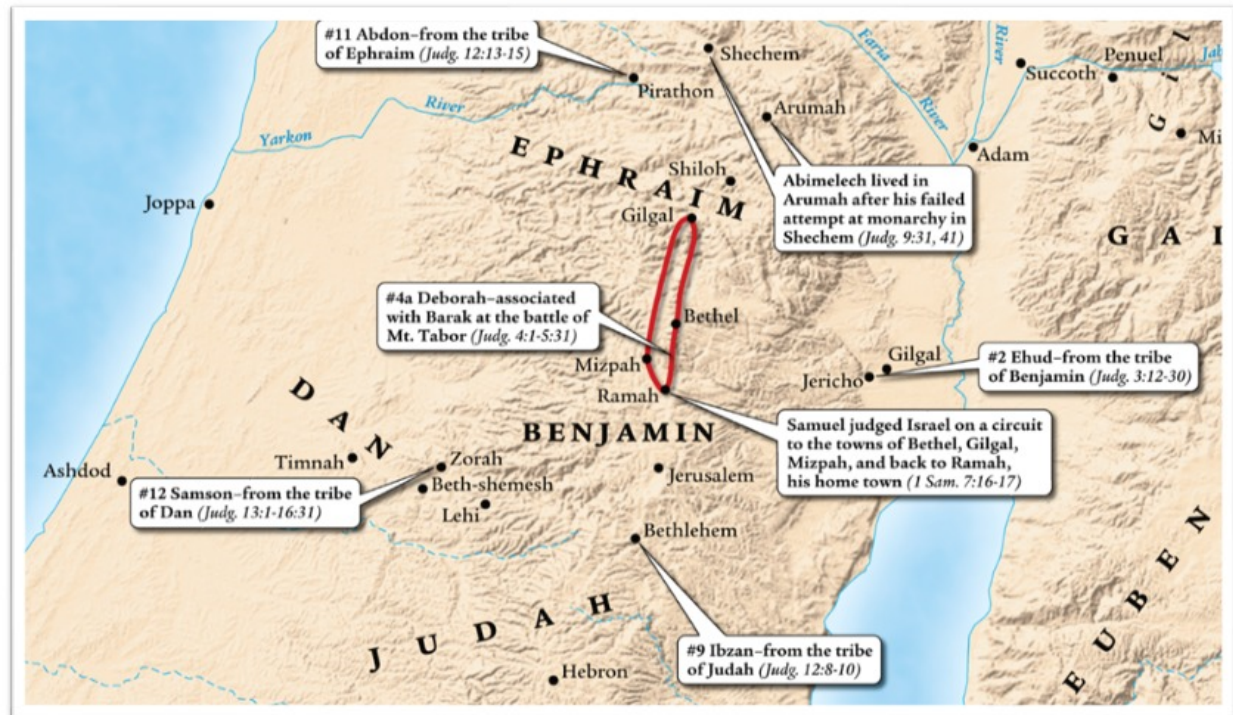 #11 Abdon–from the tribe
of Ephraim (Judg. 12:13-15)
Shechem
Pirathon
Faria
River
River
Succoth
Penuel
Jab
Gil
Yarkon
River
Arumah
Adam
Mi
EPHRAIM
Shiloh
Joppa
Gilgal
Abimelech lived in
Arumah after his failed
attempt at monarchy in
Shechem (Judg. 9:31, 41)
GAI
#4a Deborah–associated
with Barak at the battle of
Mt. Tabor (Judg. 4:1-5:31)
Bethel
Mizpah
Ramah
Gilgal
Jericho
#2 Ehud–from the tribe
of Benjamin (Judg. 3:12-30)
DAN
BENJAMIN
Samuel judged Israel on a circuit
to the towns of Bethel, Gilgal,
Mizpah, and back to Ramah,
his home town (1 Sam. 7:16-17)
Ashdod
Timnah
Zorah
Beth-shemesh
Lehi
#12 Samson–from the tribe
of Dan (Judg. 13:1-16:31)
Jerusalem
Bethlehem
JUDAH
Hebron
#9 Ibzan–from the tribe
of Judah (Judg. 12:8-10)
EUBEN